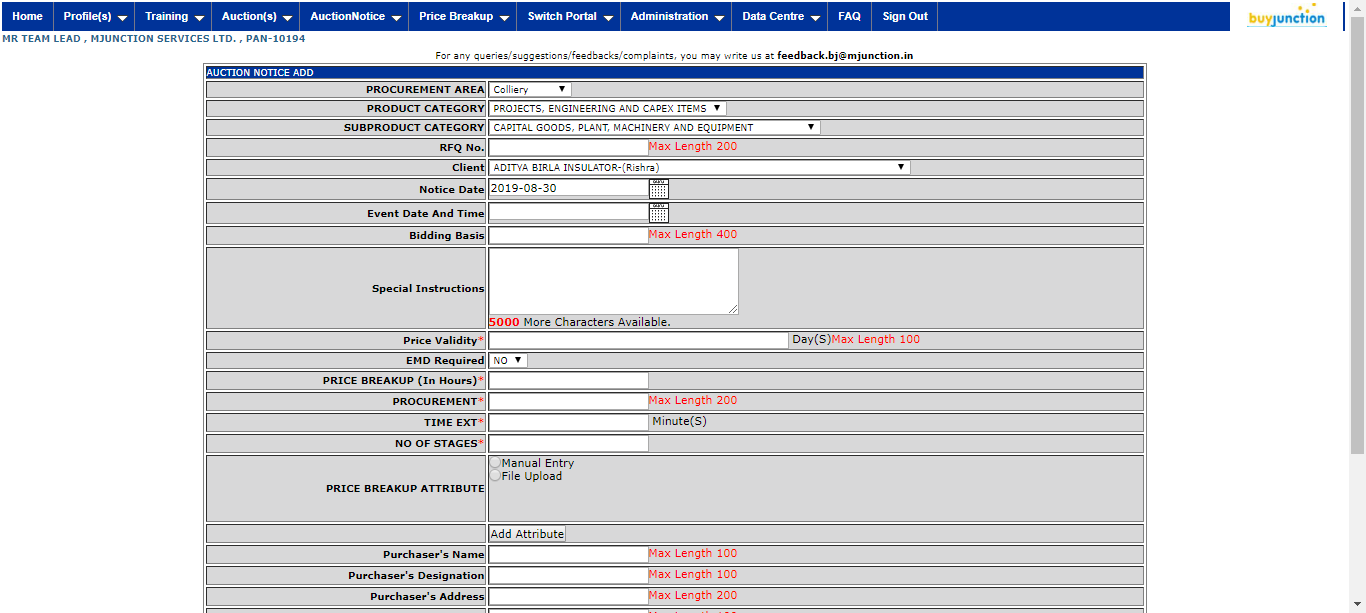 Home Profile(s) Training Auction(s) AuctionNotice Price Breakup Switch Portal Administration Data Centre FAQ Sign Out
buyjunction
MR TEAM LEAD , MJUNCTION SERVICES LTD. , PAN-10194
For any queries/suggestions/feedbacks/complaints, you may write us at feedback.bj@mjunction.in
AUCTION NOTICE ADD
PROCUREMENT AREA Colliery
PRODUCT CATEGORY PROJECTS, ENGINEERING AND CAPEX ITEMS
SUBPRODUCT CATEGORY CAPITAL GOODS, PLANT, MACHINERY AND EQUIPMENT
RFQ No. Max Length 200
Client ADITYA BIRLA INSULATOR-(Rishra)
Notice Date 2019-08-30
Event Date And Time
Bidding Basis Max Length 400
Special Instructions
5000 More Characters Available.
Price Validity* Day(S)Max Length 100
EMD Required NO
PRICE BREAKUP (In Hours)*
PROCUREMENT* Max Length 200
TIME EXT* Minute(S)
NO OF STAGES*
Manual Entry
File Upload
PRICE BREAKUP ATTRIBUTE
Add Attribute
Purchaser's Name Max Length 100
Purchaser's Designation Max Length 100
Purchaser's Address Max Length 200